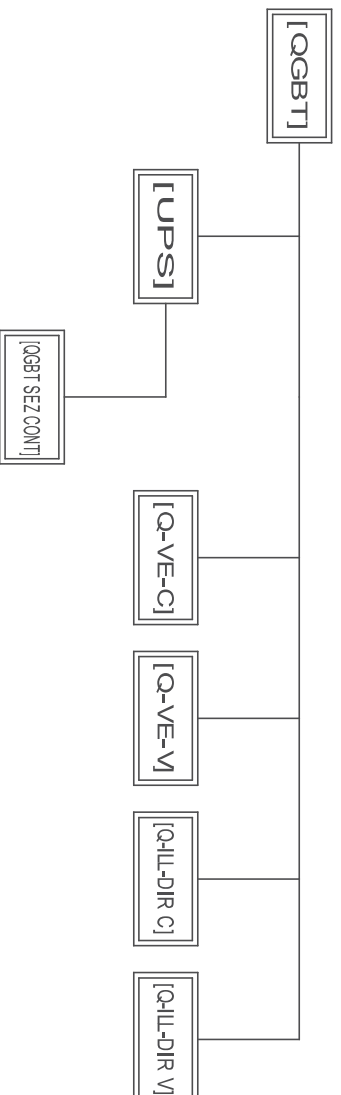 [QGBT]
[UPS]
[QGBT SEZ CONT]
[Q-VE-C]
[Q-VE-V]
[Q-ILL-DIR C]
[Q-ILL-DIR V]